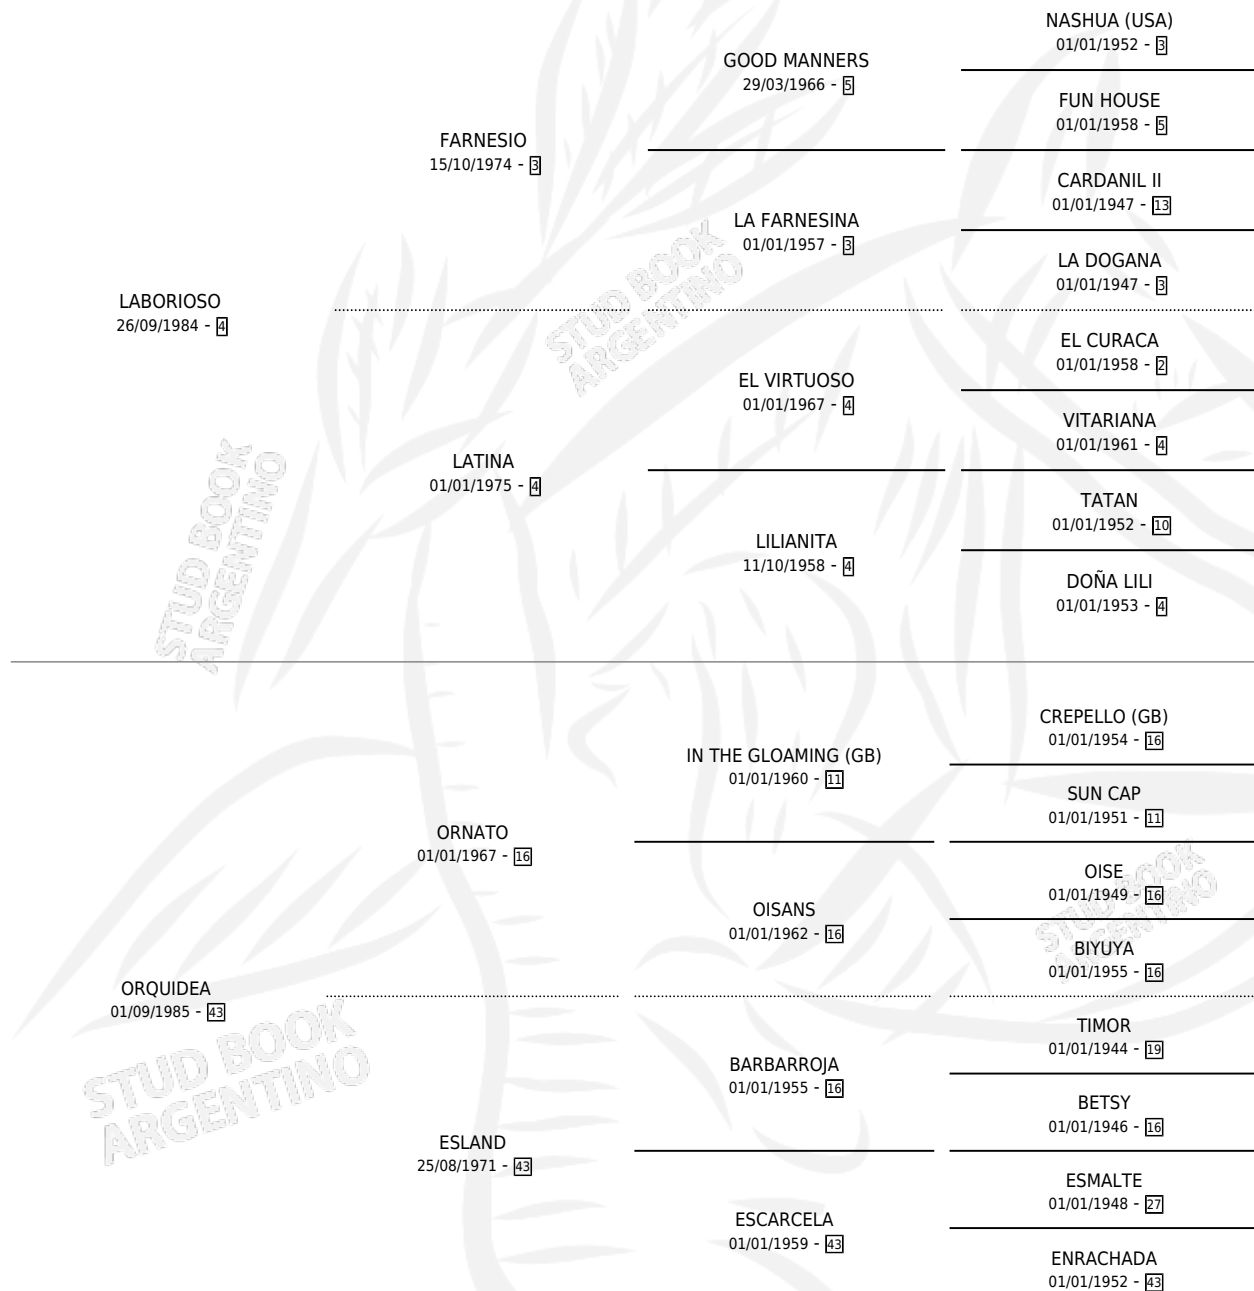 NASHUA (USA)
01/01/1952 - 3
GOOD MANNERS
29/03/1966 - 5
FUN HOUSE
01/01/1958 - 5
FARNESIO
15/10/1974 - 3
CARDANIL II
01/01/1947 - 13
LA FARNESINA
01/01/1957 - 3
LA DOGANA
01/01/1947 - 3
LABORIOSO
26/09/1984 - 4
EL CURACA
01/01/1958 - 2
EL VIRTUOSO
01/01/1967 - 4
VITARIANA
01/01/1961 - 4
LATINA
01/01/1975 - 4
TATAN
01/01/1952 - 10
LILIANITA
11/10/1958 - 4
DOÑA LILI
01/01/1953 - 4
CREPELLO (GB)
01/01/1954 - 16
IN THE GLOAMING (GB)
01/01/1960 - 11
SUN CAP
01/01/1951 - 11
ORNATO
01/01/1967 - 16
OISE
01/01/1949 - 16
OISANS
01/01/1962 - 16
BIYUYA
01/01/1955 - 16
ORQUIDEA
01/09/1985 - 43
TIMOR
01/01/1944 - 19
BARBARROJA
01/01/1955 - 16
BETSY
01/01/1946 - 16
ESLAND
25/08/1971 - 43
ESMALTE
01/01/1948 - 27
ESCARCELA
01/01/1959 - 43
ENRACHADA
01/01/1952 - 43
STUD BOOK
ARGENTINO
STUD BOOK
ARGENTINO
STUD BOOK
ARGENTINO
STUD BOOK
ARGENTINO